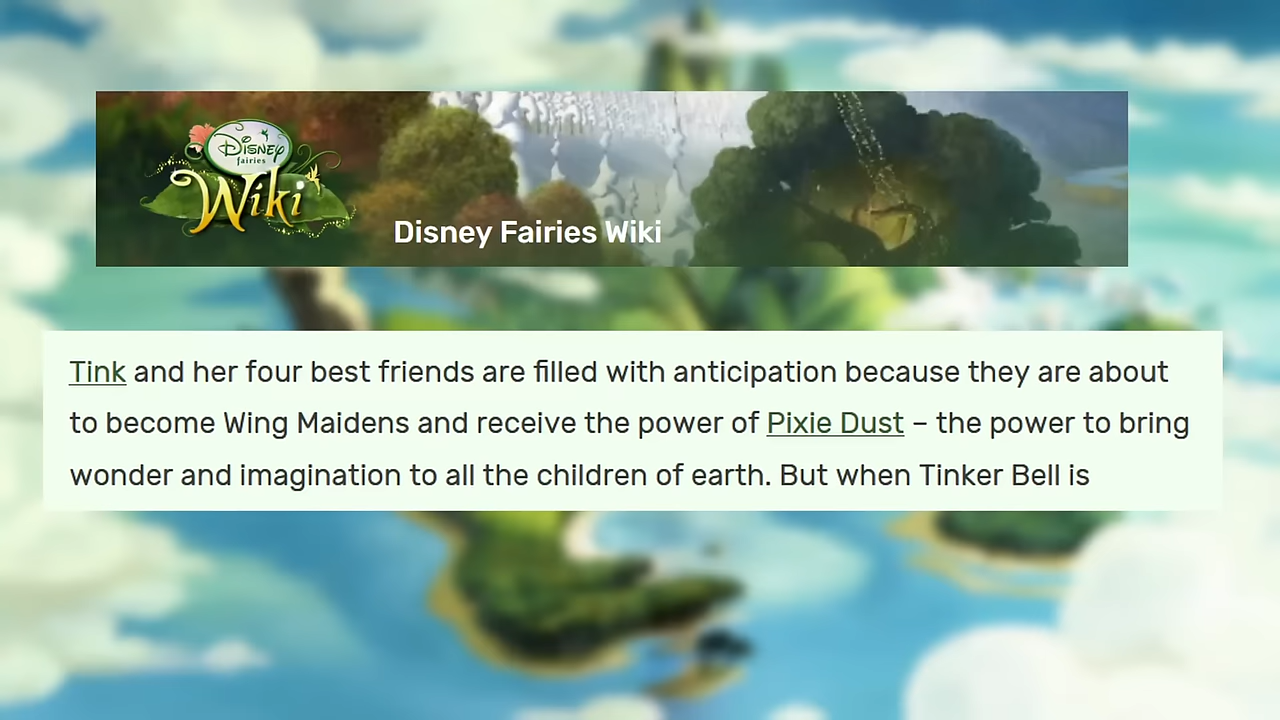 Disney
fairies
Wiki
Disney Fairies Wiki
Tink and her four best friends are filled with anticipation because they are about
to become Wing Maidens and receive the power of Pixie Dust – the power to bring
wonder and imagination to all the children of earth. But when Tinker Bell is